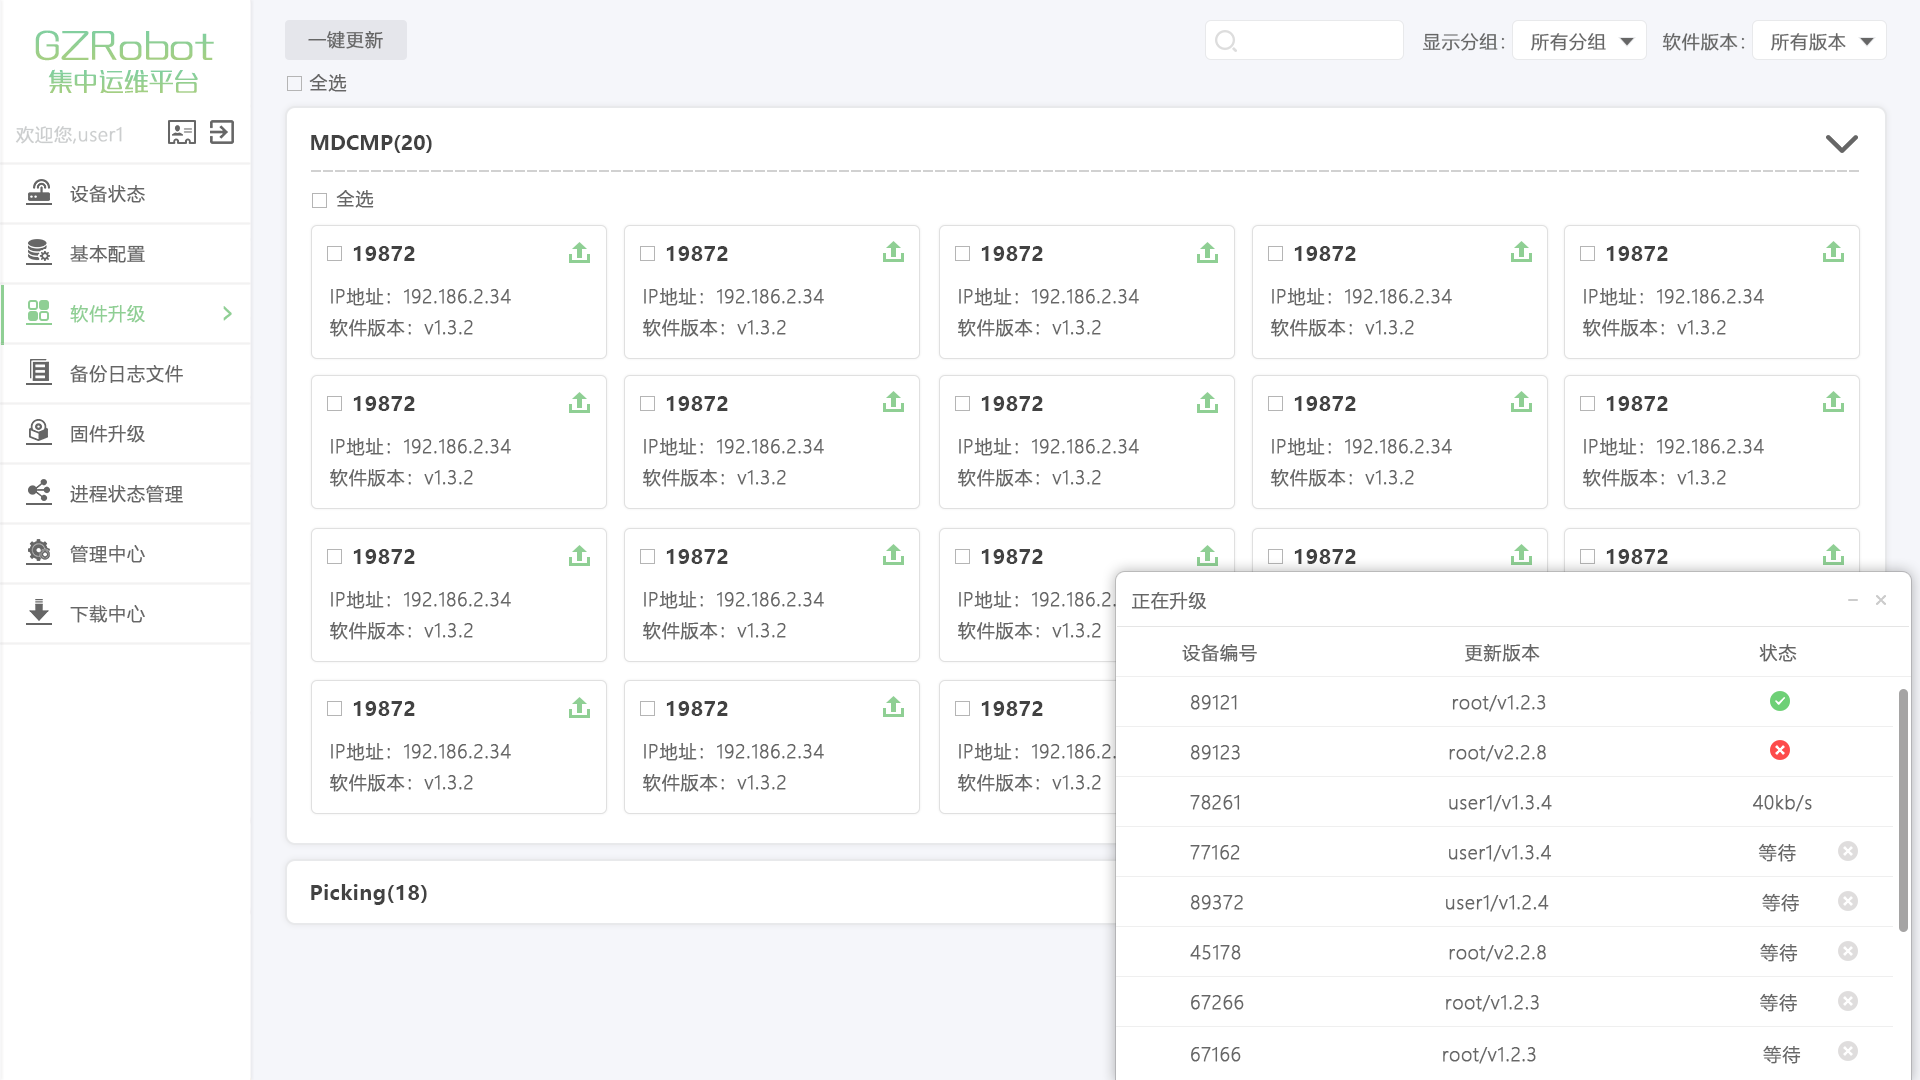 GZRobot
集中运维平台
欢迎您,user1
设备状态
基本配置
软件升级
备份日志文件
固件升级
进程状态管理
管理中心
下载中心
一键更新
显示分组:
所有分组
软件版本:
所有版本
全选
MDCMP(20)
全选
19872
IP地址：192.186.2.34
软件版本：v1.3.2
19872
IP地址：192.186.2.34
软件版本：v1.3.2
19872
IP地址：192.186.2.34
软件版本：v1.3.2
19872
IP地址：192.186.2.34
软件版本：v1.3.2
19872
IP地址：192.186.2.34
软件版本：v1.3.2
19872
IP地址：192.186.2.34
软件版本：v1.3.2
19872
IP地址：192.186.2.34
软件版本：v1.3.2
19872
IP地址：192.186.2.34
软件版本：v1.3.2
19872
IP地址：192.186.2.34
软件版本：v1.3.2
19872
IP地址：192.186.2.34
软件版本：v1.3.2
19872
IP地址：192.186.2.34
软件版本：v1.3.2
19872
IP地址：192.186.2.34
软件版本：v1.3.2
19872
IP地址：192.186.2.
软件版本：v1.3.2
19872
19872
19872
IP地址：192.186.2.34
软件版本：v1.3.2
19872
IP地址：192.186.2.34
软件版本：v1.3.2
19872
IP地址：192.186.2.
软件版本：v1.3.2
Picking(18)
正在升级
设备编号 更新版本 状态
89121 root/v1.2.3
89123 root/v2.2.8
78261 user1/v1.3.4 40kb/s
77162 user1/v1.3.4 等待
89372 user1/v1.2.4 等待
45178 root/v2.2.8 等待
67266 root/v1.2.3 等待
67166 root/v1.2.3 等待